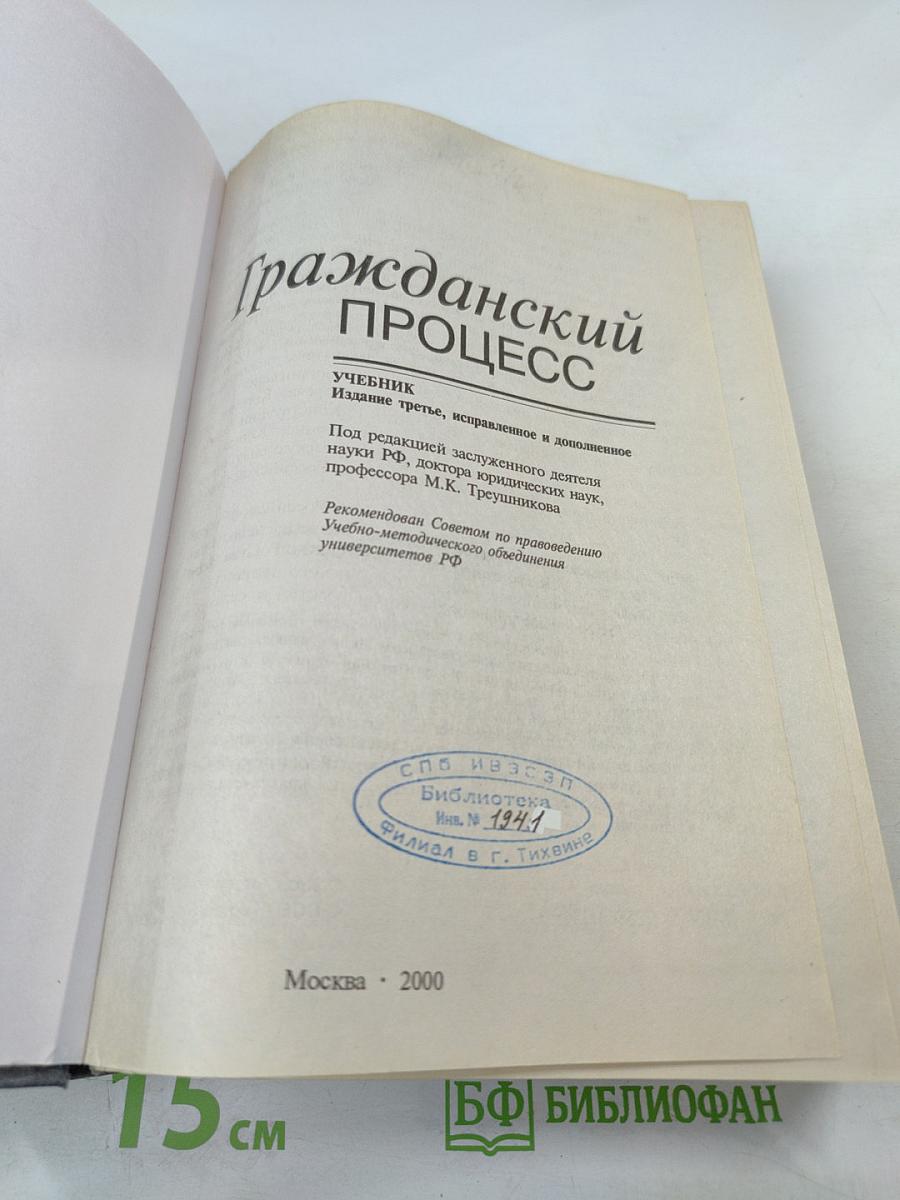 Гражданский
ПРОЦЕСС
УЧЕБНИК
Издание третье, исправленное и дополненное
Под редакцией заслуженного деятеля
науки РФ, доктора юридических наук,
профессора М.К. Треушникова
Рекомендован Советом по правоведению
Учебно-методического объединения
университетов РФ
СПб ИВЭСЭП
Библиотека
Инв. № 1941
Филиал в г. Тихвине
Москва · 2000
15 см
БФ БИБЛИОФАН